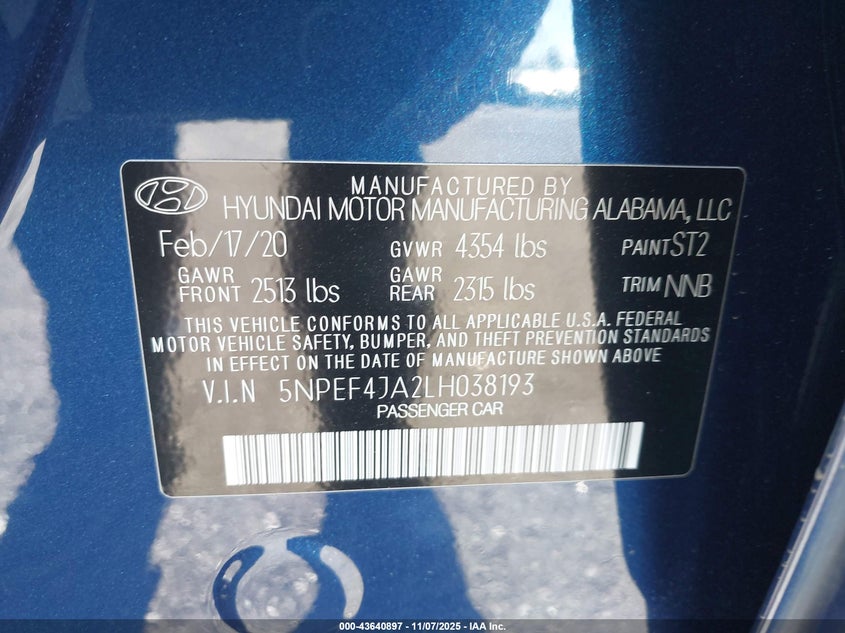 MANUFACTURED BY
HYUNDAI MOTOR MANUFACTURING ALABAMA, LLC
Feb/17/20 GVWR 4354 lbs PAINT ST2
GAWR FRONT 2513 lbs GAWR REAR 2315 lbs TRIM NNB
THIS VEHICLE CONFORMS TO ALL APPLICABLE U.S.A. FEDERAL
MOTOR VEHICLE SAFETY, BUMPER, AND THEFT PREVENTION STANDARDS
IN EFFECT ON THE DATE OF MANUFACTURE SHOWN ABOVE
V.I.N 5NPEF4JA2LH038193
PASSENGER CAR
000-43640897 - 11/07/2025 - IAA Inc.